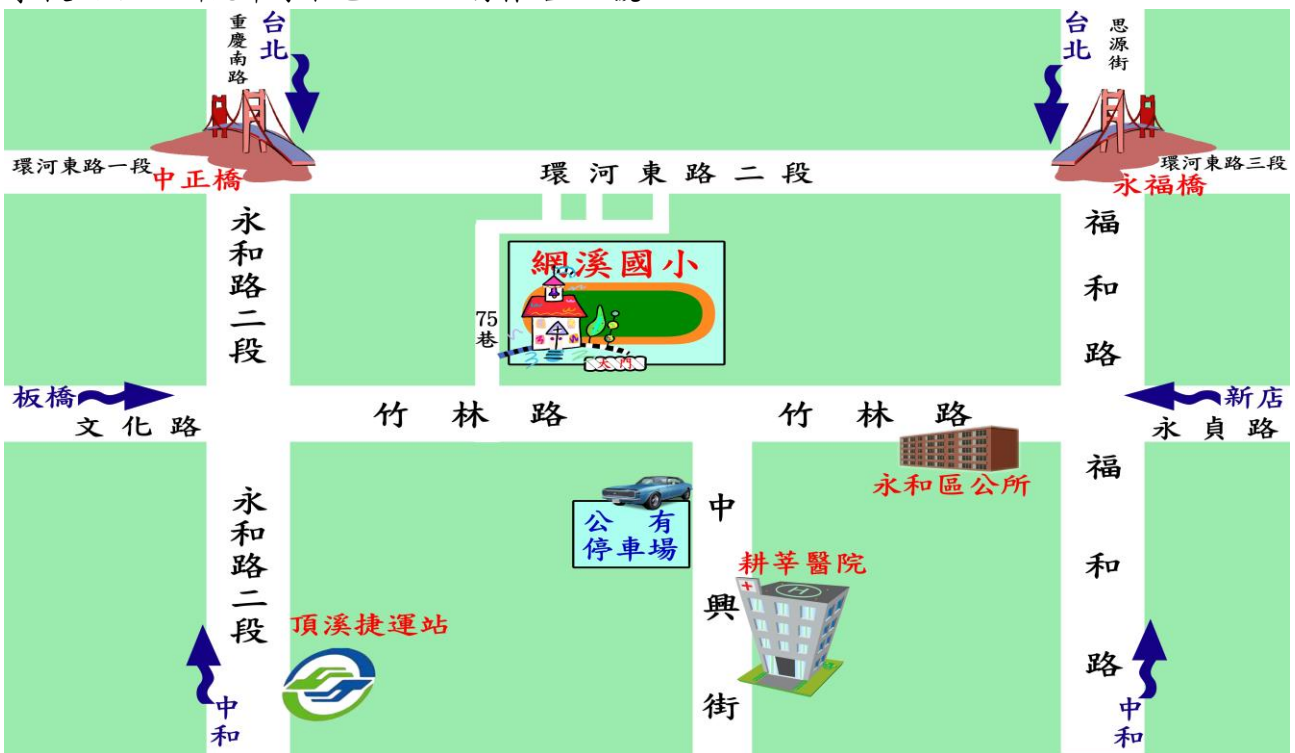 重慶南路
台北
台北
思源街
環河東路一段
中正橋
環河東路二段
環河東路三段
永福橋
永和路二段
福和路
網溪國小
75巷
大門
板橋
文化路
竹林路
竹林路
新店
永貞路
永和區公所
永和路二段
公有
停車場
中興街
福和路
耕莘醫院
頂溪捷運站
中和
中和